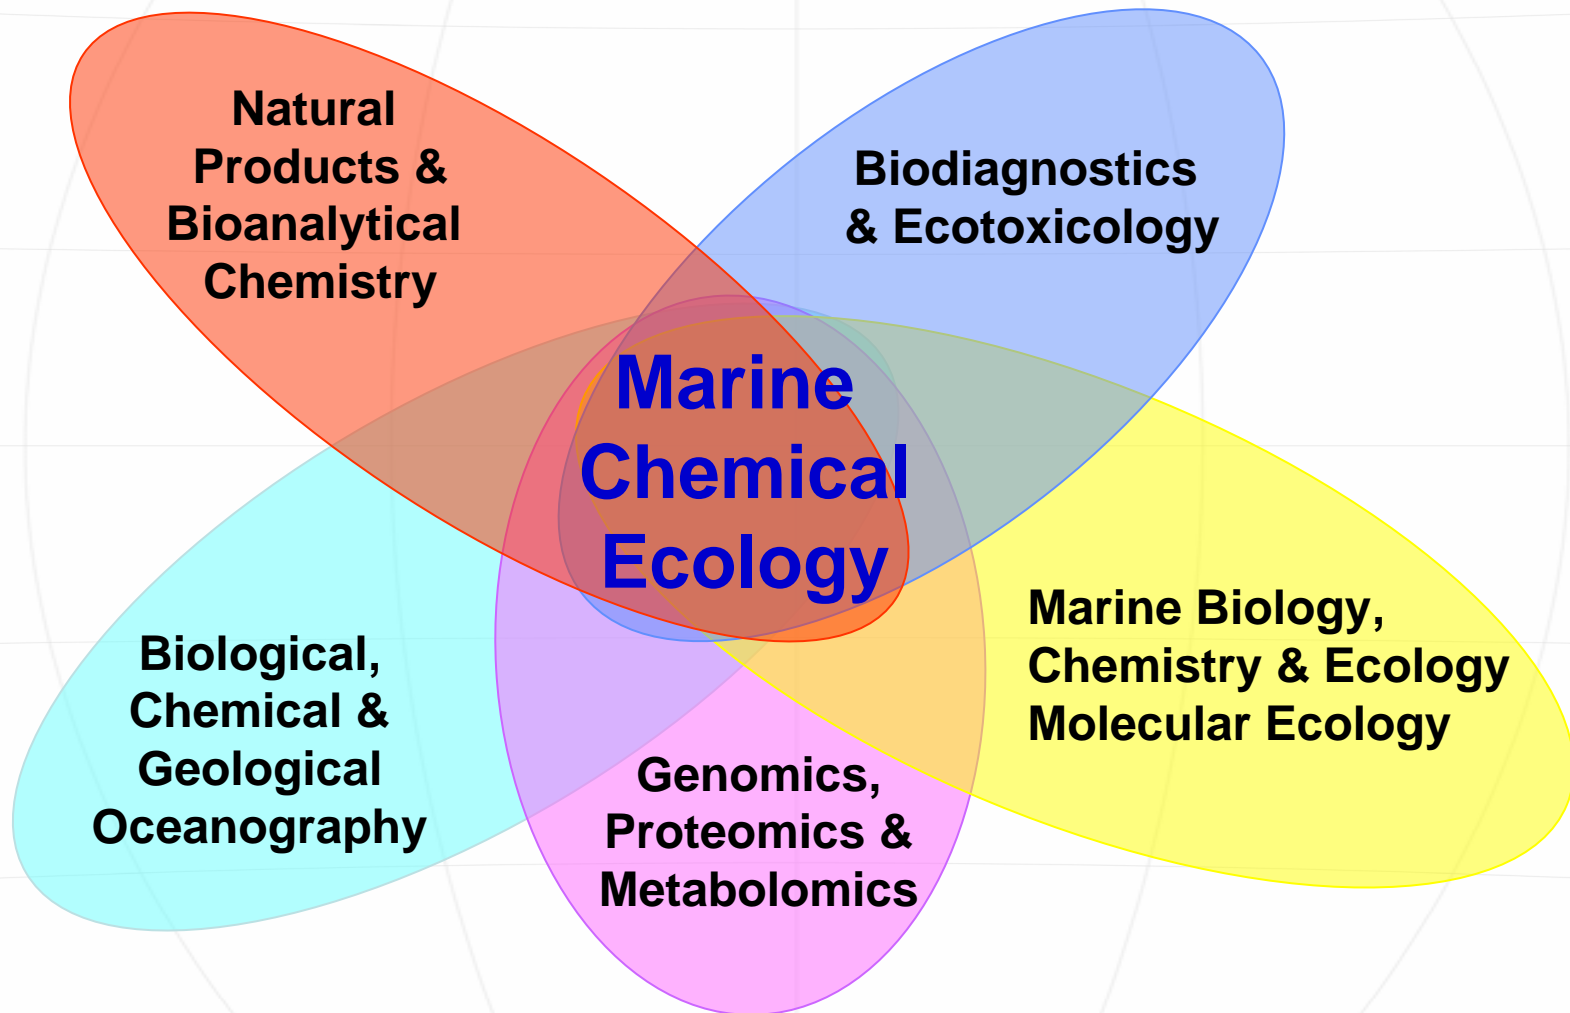 Natural
Products &
Bioanalytical
Chemistry
Biodiagnostics
& Ecotoxicology
Marine
Chemical
Ecology
Marine Biology,
Chemistry & Ecology
Molecular Ecology
Biological,
Chemical &
Geological
Oceanography
Genomics,
Proteomics &
Metabolomics